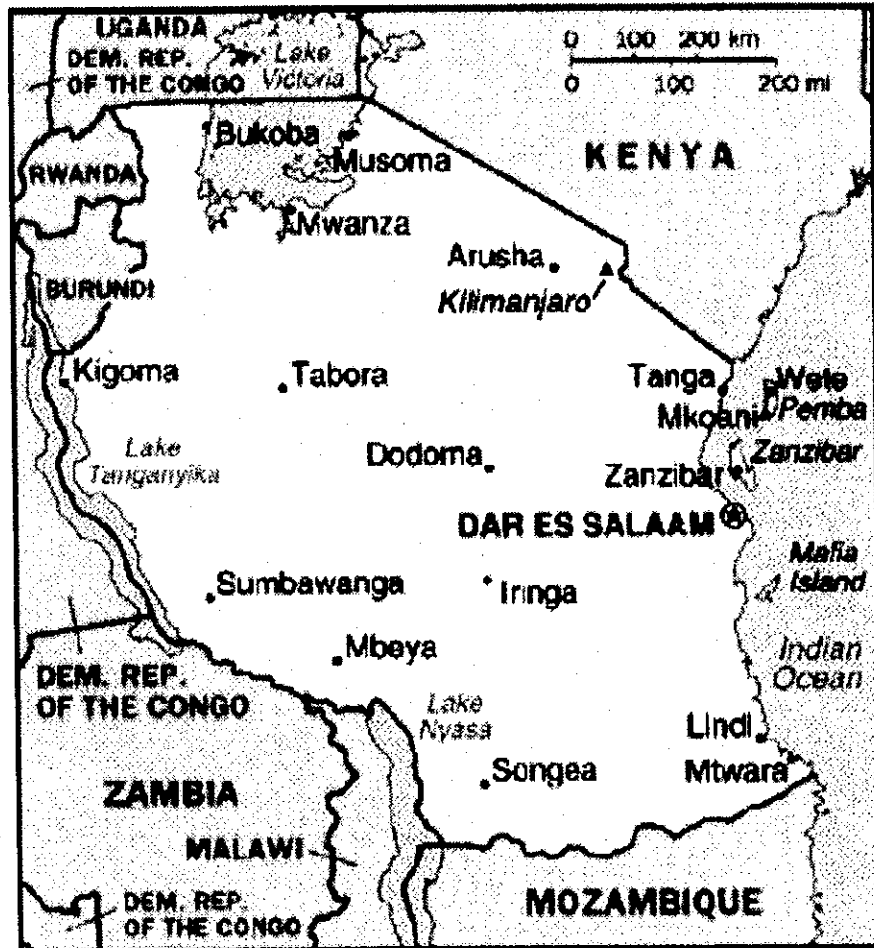 UGANDA
DEM. REP.
OF THE CONGO
Lake
Victoria
0 100 200 km
0 100 200 mi
KENYA
Bukoba
Musoma
RWANDA
Mwanza
Arusha
Kilimanjaro
BURUNDI
Kigoma
Tabora
Tanga
Wete
Mkoani
Pemba
Lake
Tanganyika
Dodoma
Zanzibar
Zanzibar
DAR ES SALAAM
Mafia
Island
Sumbawanga
Iringa
Mbeya
Indian
Ocean
DEM. REP.
OF THE CONGO
Lake
Nyasa
Lindi
Songea
Mtwara
ZAMBIA
MALAWI
DEM. REP.
OF THE CONGO
MOZAMBIQUE